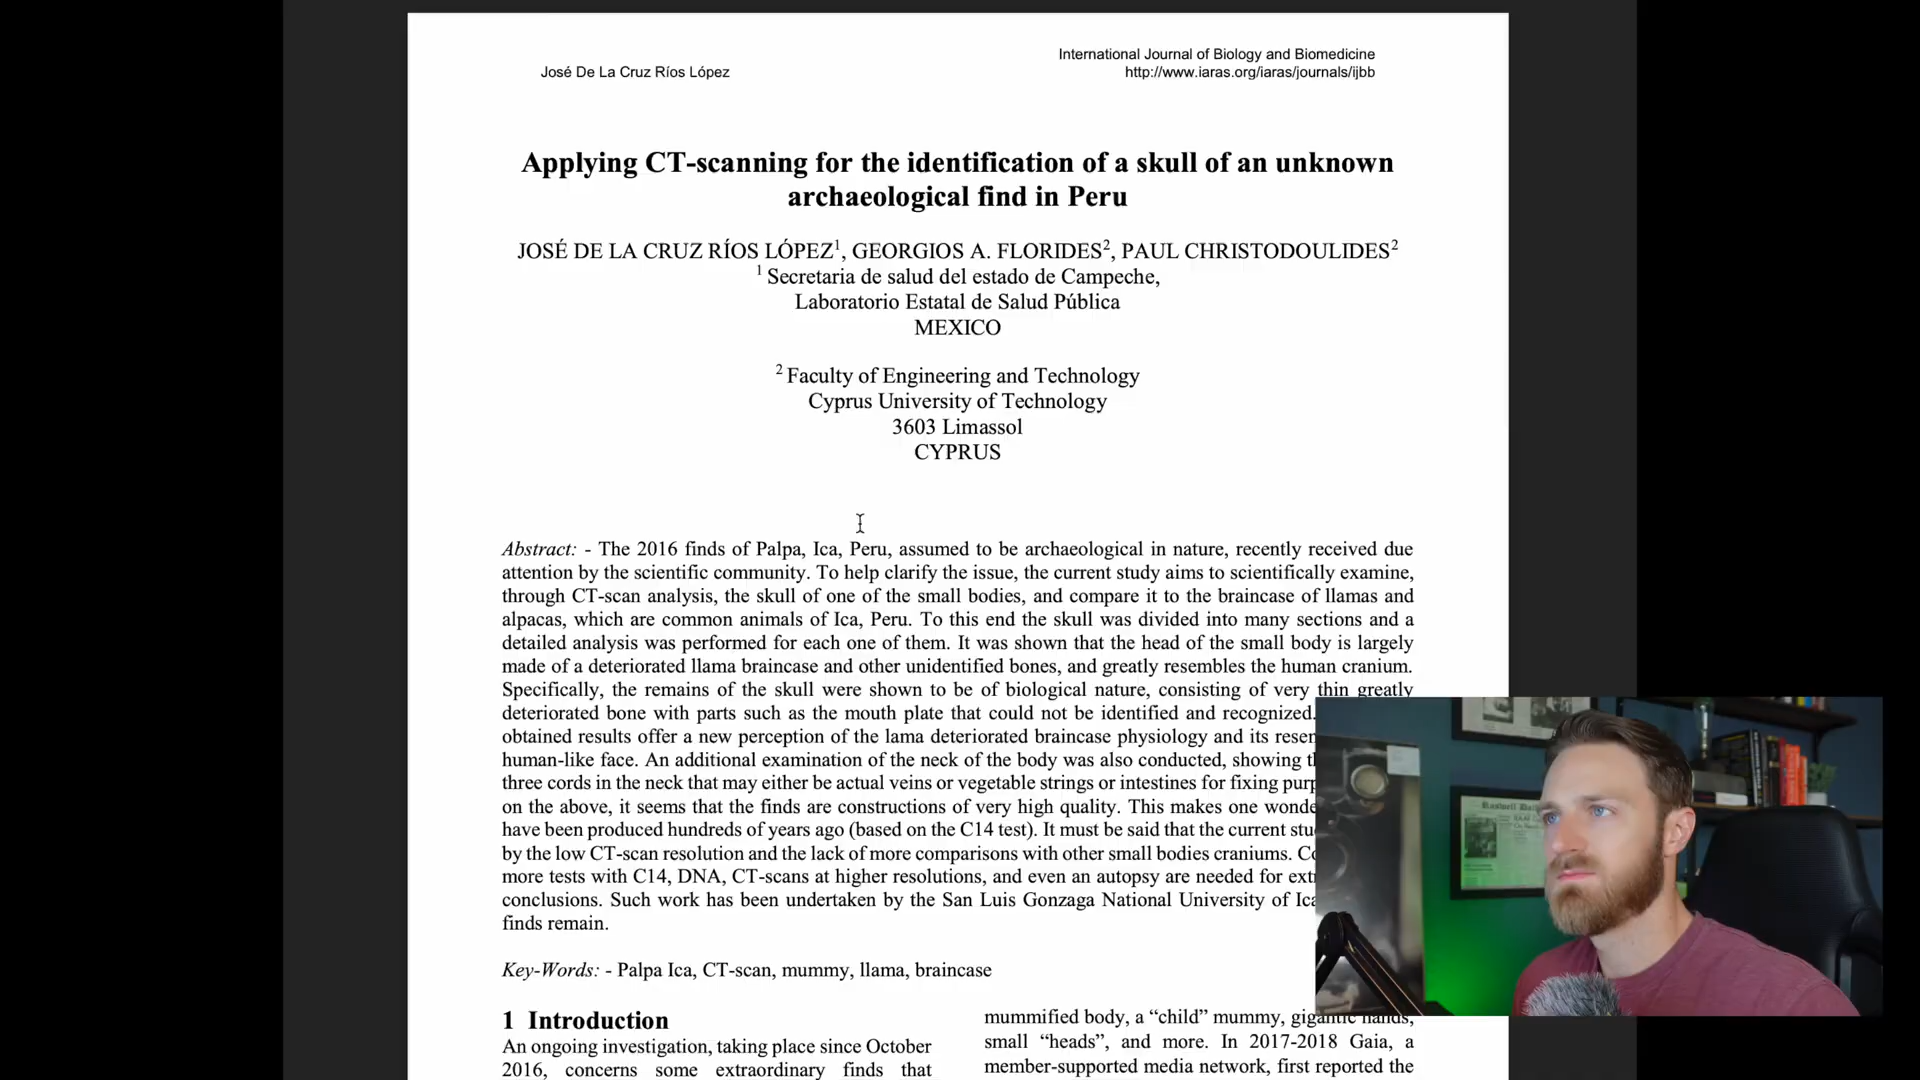 José De La Cruz Ríos López
International Journal of Biology and Biomedicine
http://www.iaras.org/iaras/journals/ijbb
Applying CT-scanning for the identification of a skull of an unknown
archaeological find in Peru
JOSÉ DE LA CRUZ RÍOS LÓPEZ1, GEORGIOS A. FLORIDES2, PAUL CHRISTODOULIDES2
1 Secretaria de salud del estado de Campeche,
Laboratorio Estatal de Salud Pública
MEXICO
2 Faculty of Engineering and Technology
Cyprus University of Technology
3603 Limassol
CYPRUS
Abstract: - The 2016 finds of Palpa, Ica, Peru, assumed to be archaeological in nature, recently received due
attention by the scientific community. To help clarify the issue, the current study aims to scientifically examine,
through CT-scan analysis, the skull of one of the small bodies, and compare it to the braincase of llamas and
alpacas, which are common animals of Ica, Peru. To this end the skull was divided into many sections and a
detailed analysis was performed for each one of them. It was shown that the head of the small body is largely
made of a deteriorated llama braincase and other unidentified bones, and greatly resembles the human cranium.
Specifically, the remains of the skull were shown to be of biological nature, consisting of very thin greatly
deteriorated bone with parts such as the mouth plate that could not be identified and recognized.
obtained results offer a new perception of the lama deteriorated braincase physiology and its
human-like face. An additional examination of the neck of the body was also conducted, showing
three cords in the neck that may either be actual veins or vegetable strings or intestines for fixing
on the above, it seems that the finds are constructions of very high quality. This makes one
have been produced hundreds of years ago (based on the C14 test). It must be said that the current
by the low CT-scan resolution and the lack of more comparisons with other small bodies craniums.
more tests with C14, DNA, CT-scans at higher resolutions, and even an autopsy are needed for
conclusions. Such work has been undertaken by the San Luis Gonzaga National University of
finds remain.
Key-Words: - Palpa Ica, CT-scan, mummy, llama, braincase
1 Introduction
An ongoing investigation, taking place since October
2016, concerns some extraordinary finds that
mummified body, a “child” mummy, gigantic hands,
small “heads”, and more. In 2017-2018 Gaia, a
member-supported media network, first reported the
Roswell